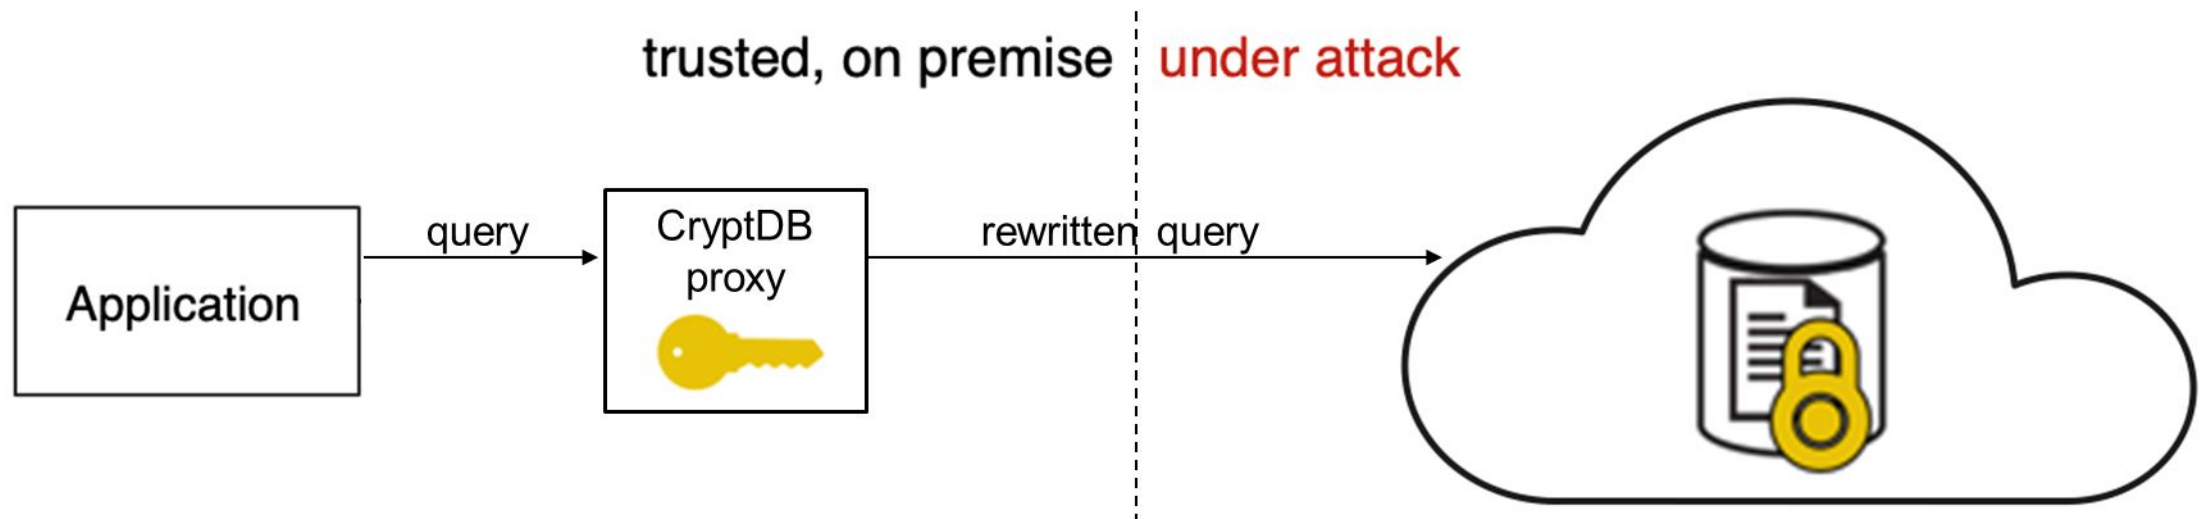 trusted, on premise
under attack
Application
query
CryptDB
proxy
rewritten query